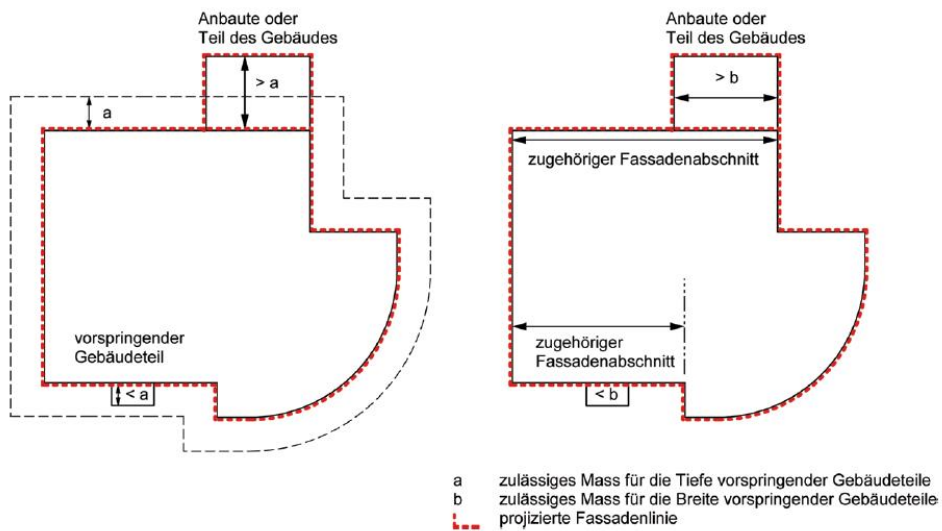 Anbaute oder
Teil des Gebäudes
> a
a
vorspringender
Gebäudeteil
< a
Anbaute oder
Teil des Gebäudes
> b
zugehöriger Fassadenabschnitt
zugehöriger
Fassadenabschnitt
< b
a zulässiges Mass für die Tiefe vorspringender Gebäudeteile
b zulässiges Mass für die Breite vorspringender Gebäudeteile
projizierte Fassadenlinie